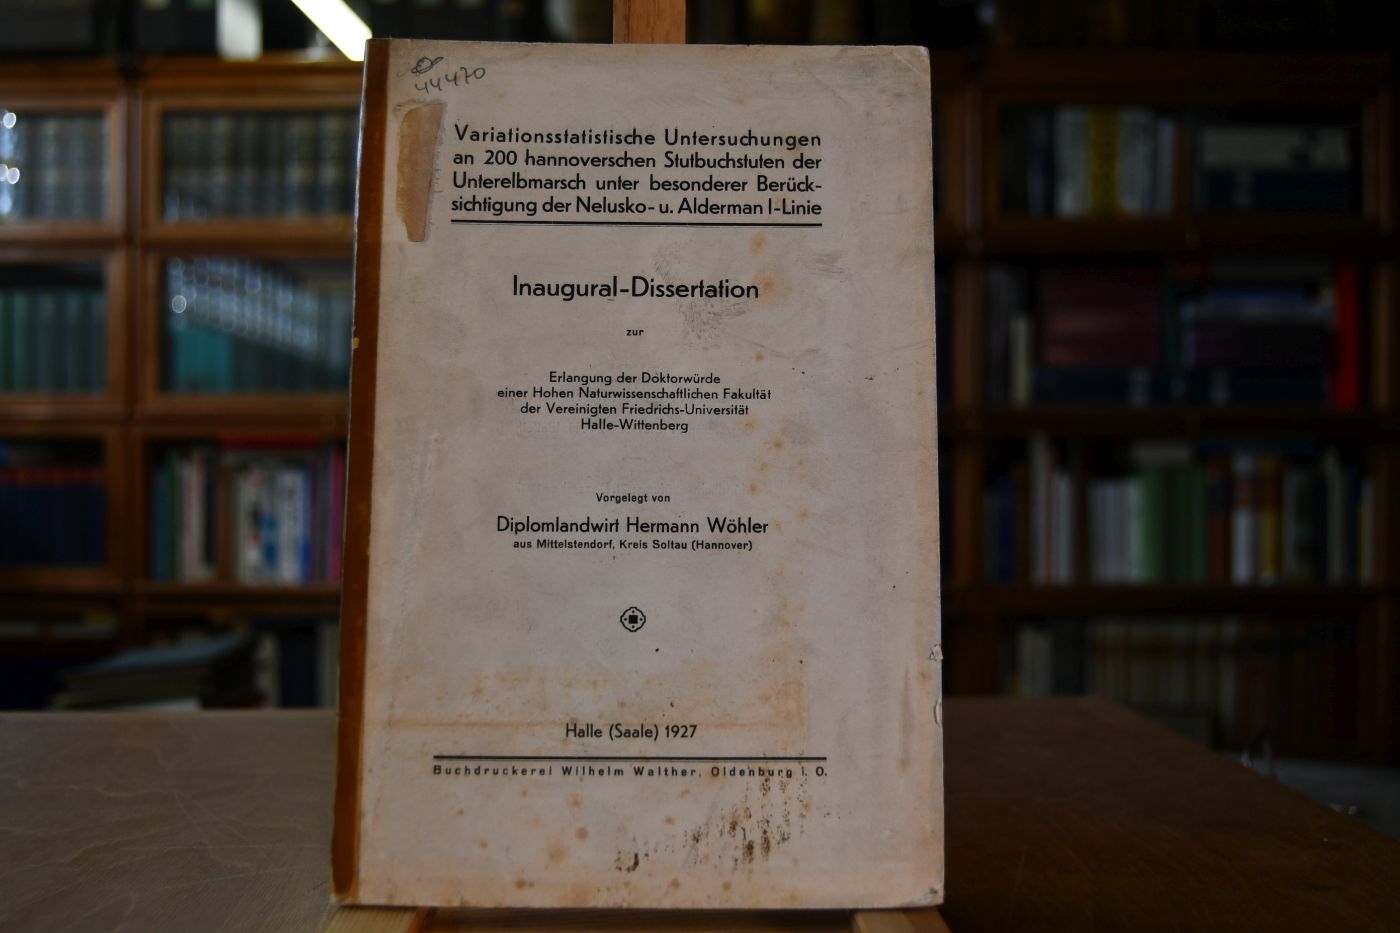 44470
Variationsstatistische Untersuchungen
an 200 hannoverschen Stutbuchstuten der
Unterelbmarsch unter besonderer Berück-
sichtigung der Nelusko- u. Alderman I-Linie
Inaugural-Dissertation
zur
Erlangung der Doktorwürde
einer Hohen Naturwissenschaftlichen Fakultät
der Vereinigten Friedrichs-Universität
Halle-Wittenberg
Vorgelegt von
Diplomlandwirt Hermann Wöhler
aus Mittelstendorf, Kreis Soltau (Hannover)
Halle (Saale) 1927
Buchdruckerei Wilhelm Walther, Oldenburg i. O.